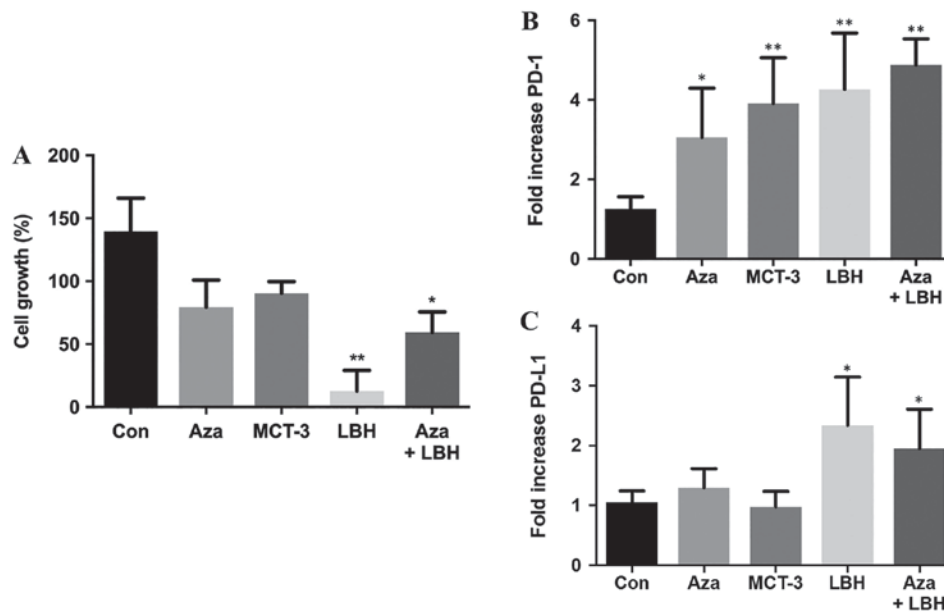 A
Cell growth (%)
200
150
100
50
0
**
*
Con Aza MCT-3 LBH Aza + LBH
B
Fold increase PD-1
6
4
2
0
*
**
**
**
Con Aza MCT-3 LBH Aza
+ LBH
C
Fold increase PD-L1
4
3
2
1
0
*
*
Con Aza MCT-3 LBH Aza
+ LBH